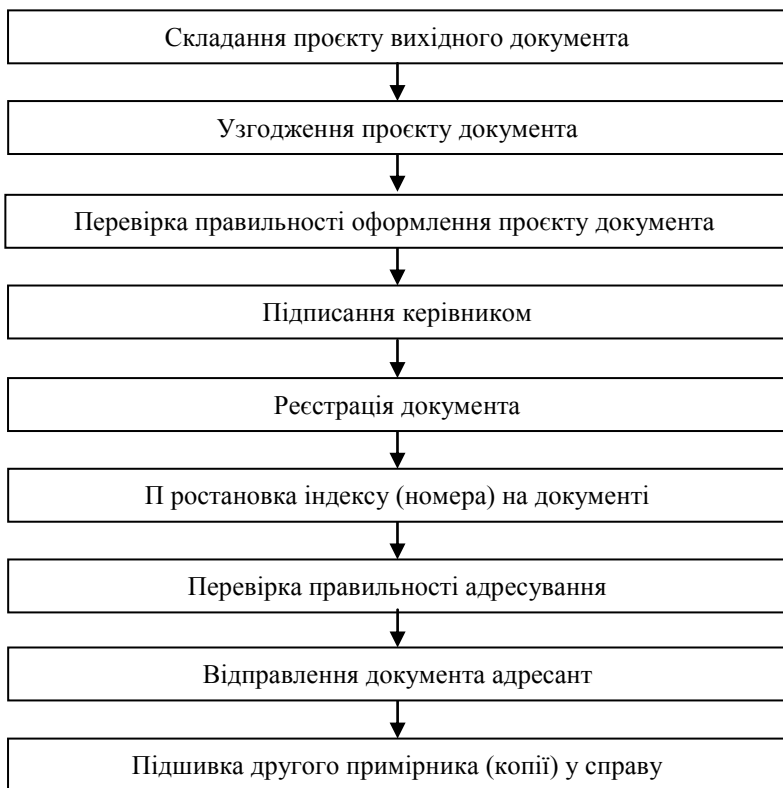 Складання проєкту вихідного документа
Узгодження проєкту документа
Перевірка правильності оформлення проєкту документа
Підписання керівником
Реєстрація документа
П ростановка індексу (номера) на документі
Перевірка правильності адресування
Відправлення документа адресант
Підшивка другого примірника (копії) у справу